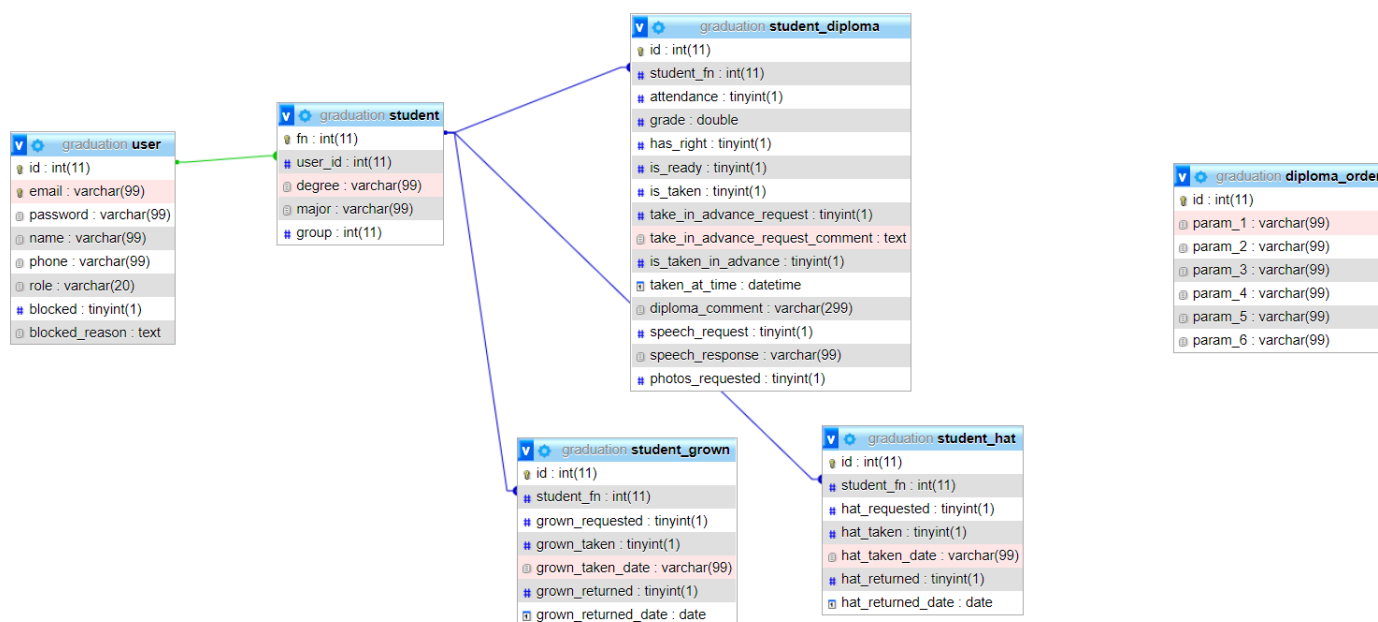 graduation user
id : int(11)
email : varchar(99)
password : varchar(99)
name : varchar(99)
phone : varchar(99)
role : varchar(20)
blocked : tinyint(1)
blocked_reason : text
graduation student
fn : int(11)
user_id : int(11)
degree : varchar(99)
major : varchar(99)
group : int(11)
graduation student_diploma
id : int(11)
student_fn : int(11)
attendance : tinyint(1)
grade : double
has_right : tinyint(1)
is_ready : tinyint(1)
is_taken : tinyint(1)
take_in_advance_request : tinyint(1)
take_in_advance_request_comment : text
is_taken_in_advance : tinyint(1)
taken_at_time : datetime
diploma_comment : varchar(299)
speech_request : tinyint(1)
speech_response : varchar(99)
photos_requested : tinyint(1)
graduation diploma_order
id : int(11)
param_1 : varchar(99)
param_2 : varchar(99)
param_3 : varchar(99)
param_4 : varchar(99)
param_5 : varchar(99)
param_6 : varchar(99)
graduation student_grown
id : int(11)
student_fn : int(11)
grown_requested : tinyint(1)
grown_taken : tinyint(1)
grown_taken_date : varchar(99)
grown_returned : tinyint(1)
grown_returned_date : date
graduation student_hat
id : int(11)
student_fn : int(11)
hat_requested : tinyint(1)
hat_taken : tinyint(1)
hat_taken_date : varchar(99)
hat_returned : tinyint(1)
hat_returned_date : date